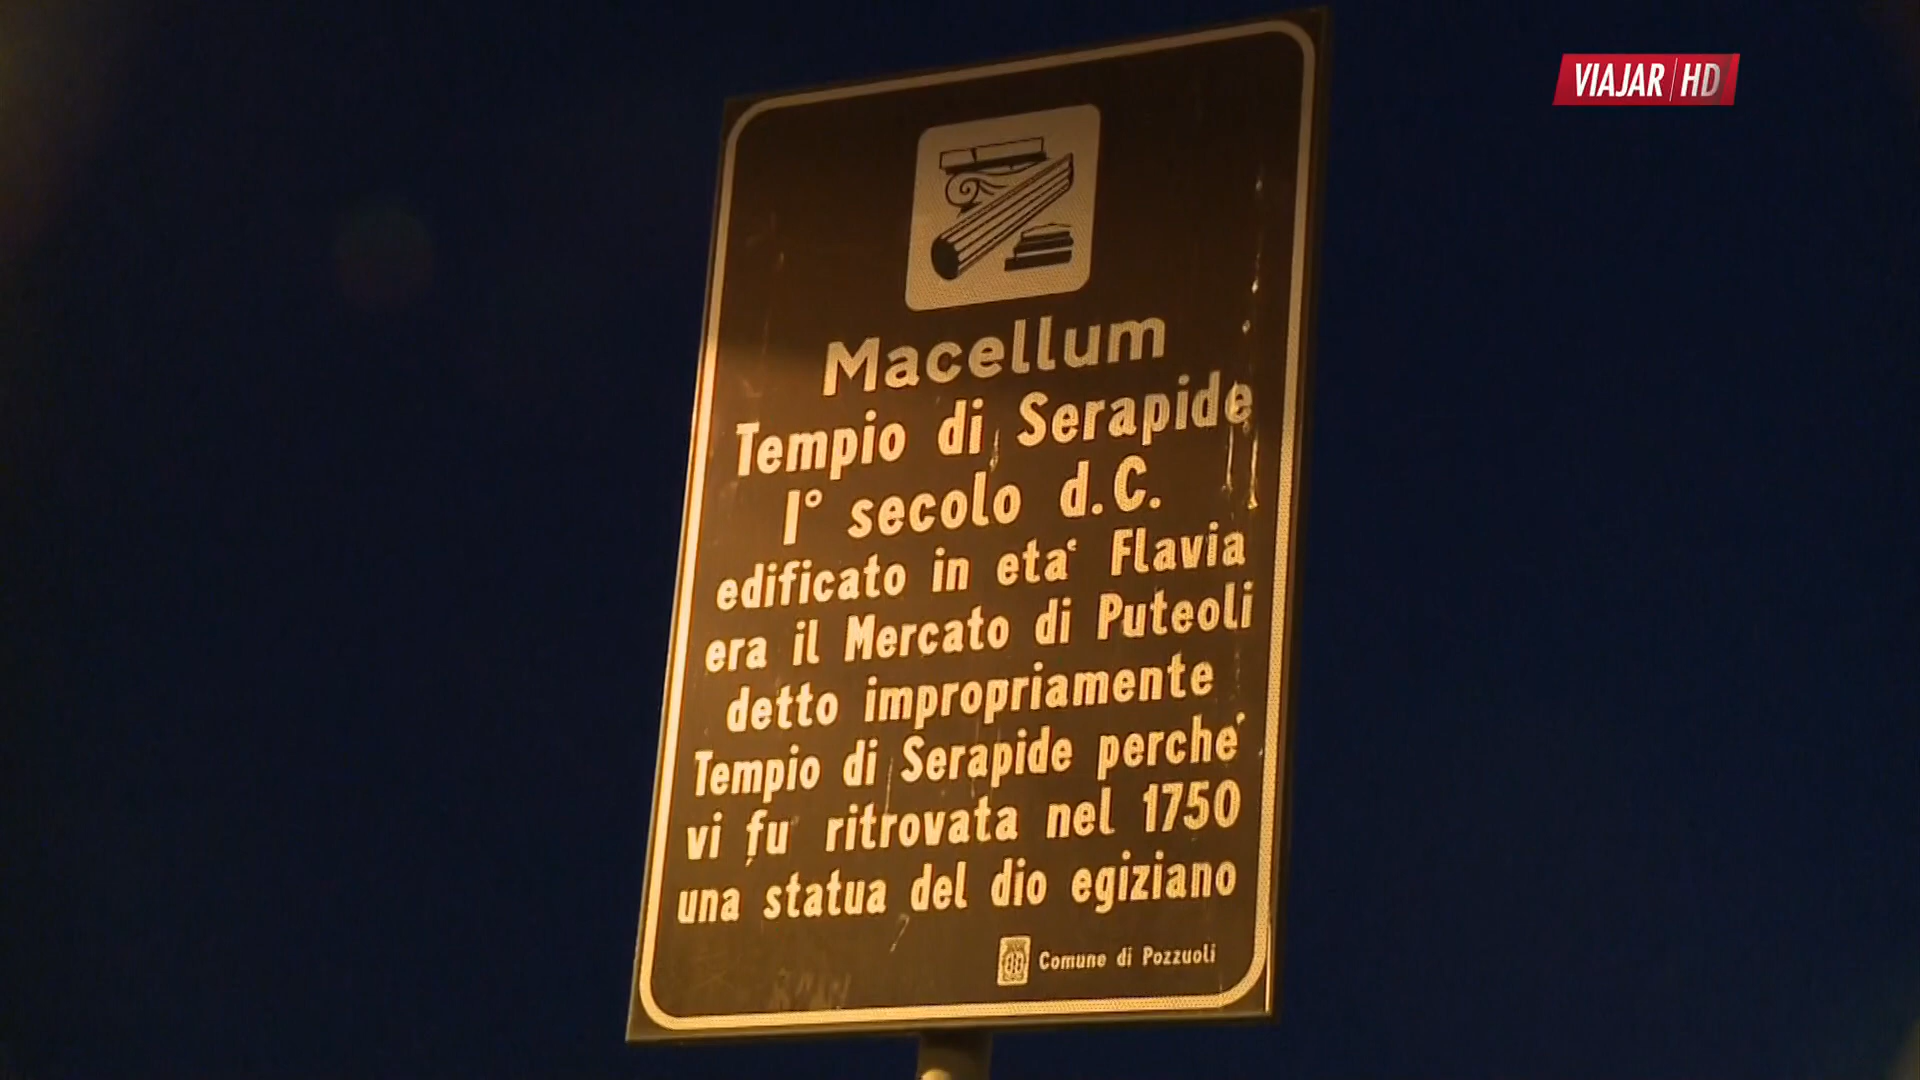 VIAJAR HD
Macellum
Tempio di Serapide
I° secolo d.C.
edificato in eta' Flavia
era il Mercato di Puteoli
detto impropriamente
Tempio di Serapide perche'
vi fu ritrovata nel 1750
una statua del dio egiziano
Comune di Pozzuoli